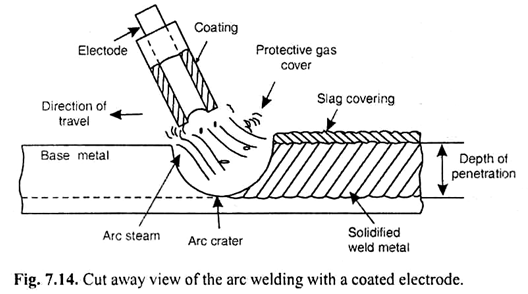 Electode
Coating
Protective gas
cover
Slag covering
Direction of
travel
Base metal
Depth of
penetration
Arc steam
Arc crater
Solidified
weld metal
Fig. 7.14. Cut away view of the arc welding with a coated electrode.